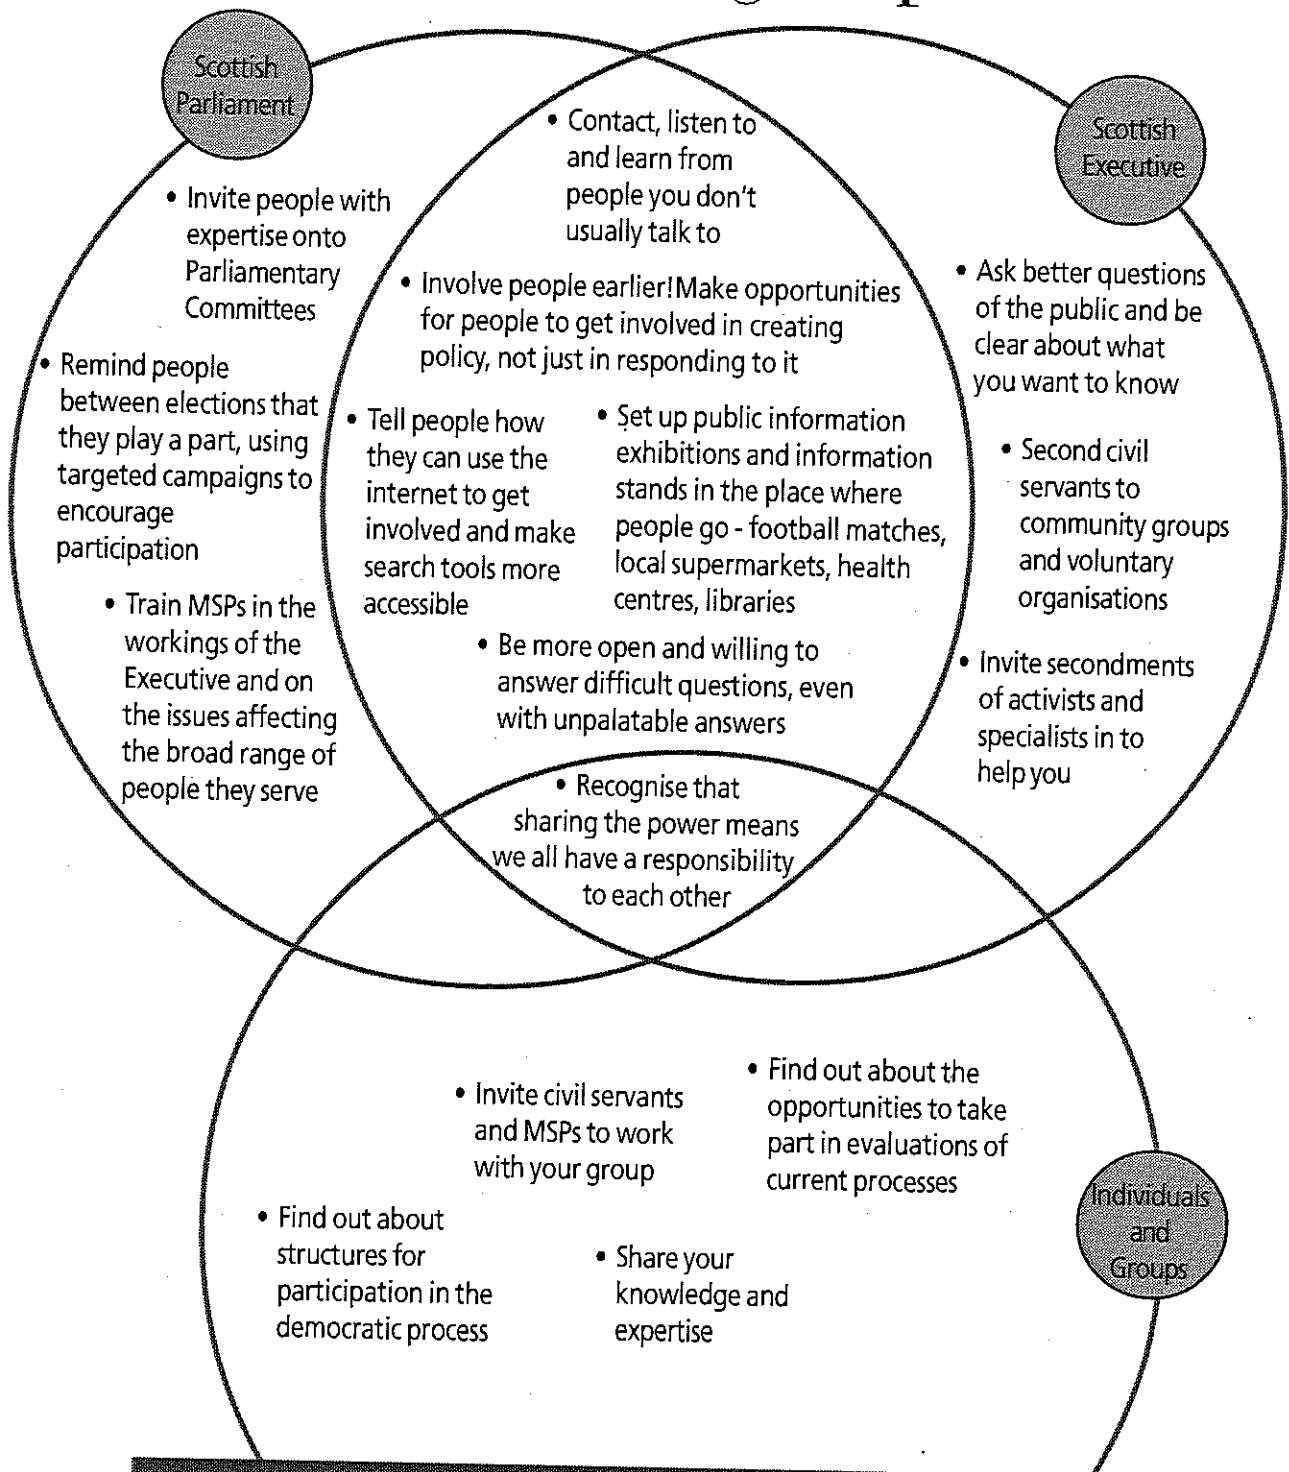 Scottish
Parliament
Scottish
Executive
• Contact, listen to
and learn from
people you don't
usually talk to
• Invite people with
expertise onto
Parliamentary
Committees
• Involve people earlier! Make opportunities
for people to get involved in creating
policy, not just in responding to it
• Ask better questions
of the public and be
clear about what
you want to know
• Remind people
between elections that
they play a part, using
targeted campaigns to
encourage
participation
• Tell people how
they can use the
internet to get
involved and make
search tools more
accessible
• Set up public information
exhibitions and information
stands in the place where
people go - football matches,
local supermarkets, health
centres, libraries
• Second civil
servants to
community groups
and voluntary
organisations
• Train MSPs in the
workings of the
Executive and on
the issues affecting
the broad range of
people they serve
• Be more open and willing to
answer difficult questions, even
with unpalatable answers
• Invite secondments
of activists and
specialists in to
help you
• Recognise that
sharing the power means
we all have a responsibility
to each other
• Invite civil servants
and MSPs to work
with your group
• Find out about the
opportunities to take
part in evaluations of
current processes
Individuals
and
Groups
• Find out about
structures for
participation in the
democratic process
• Share your
knowledge and
expertise